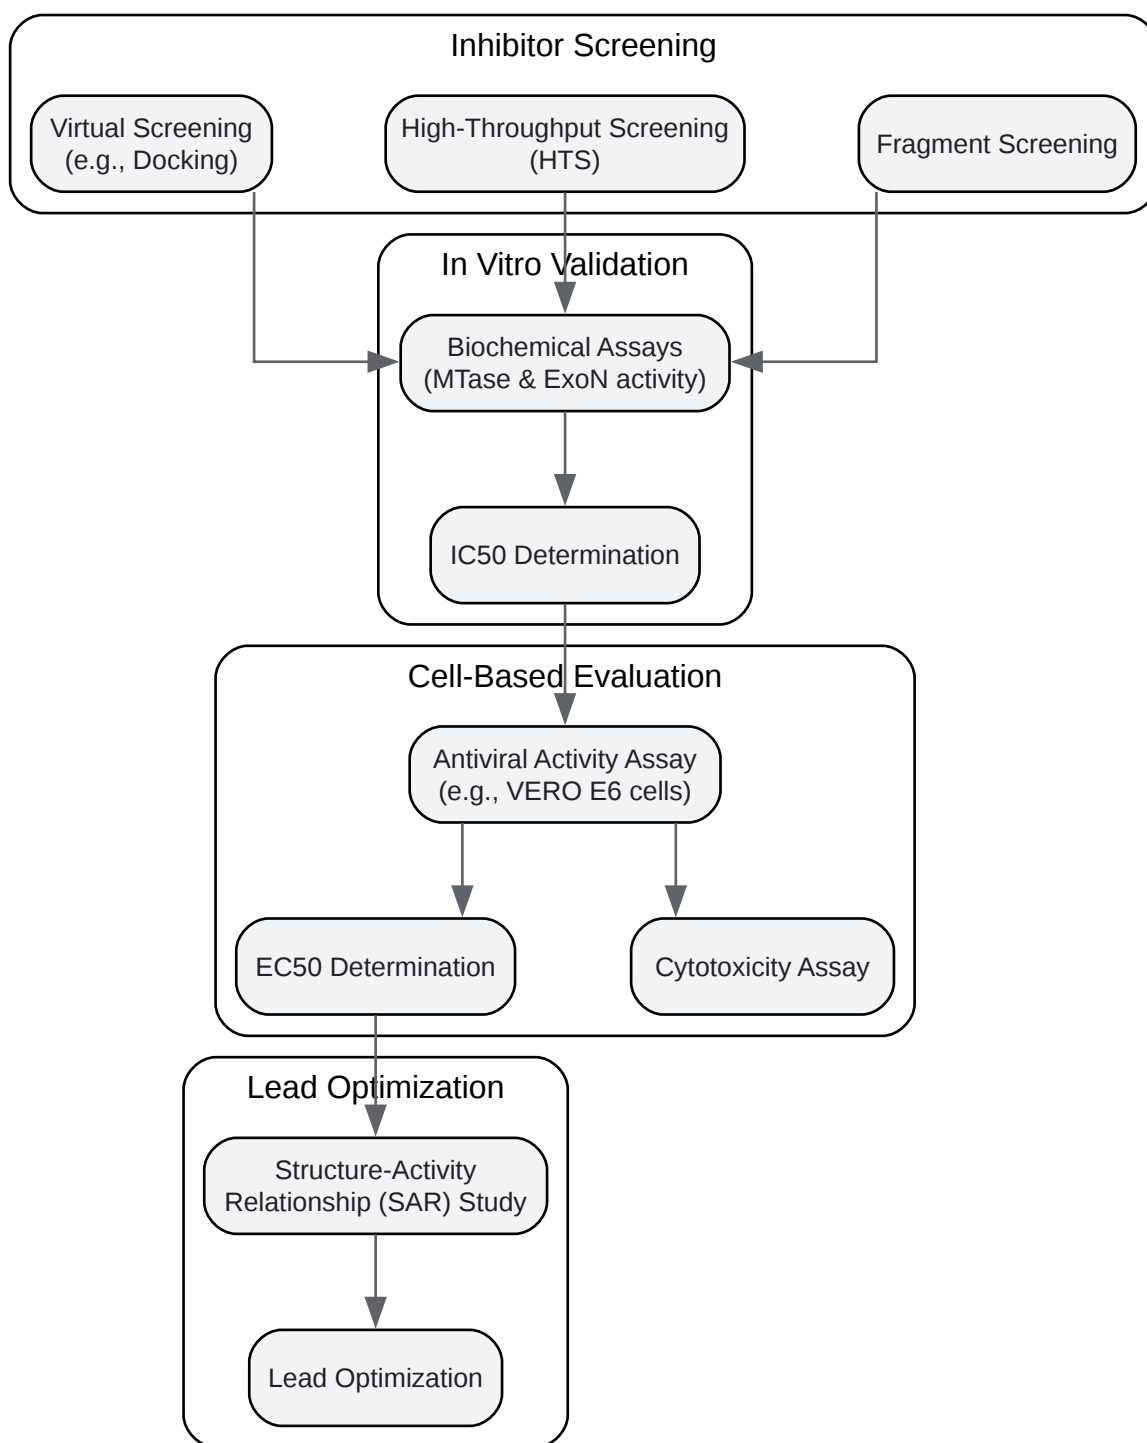 Inhibitor Screening
Virtual Screening
(e.g., Docking)
High-Throughput Screening
(HTS)
Fragment Screening
In Vitro Validation
Biochemical Assays
(MTase & ExoN activity)
IC50 Determination
Cell-Based Evaluation
Antiviral Activity Assay
(e.g., VERO E6 cells)
EC50 Determination
Cytotoxicity Assay
Lead Optimization
Structure-Activity
Relationship (SAR) Study
Lead Optimization